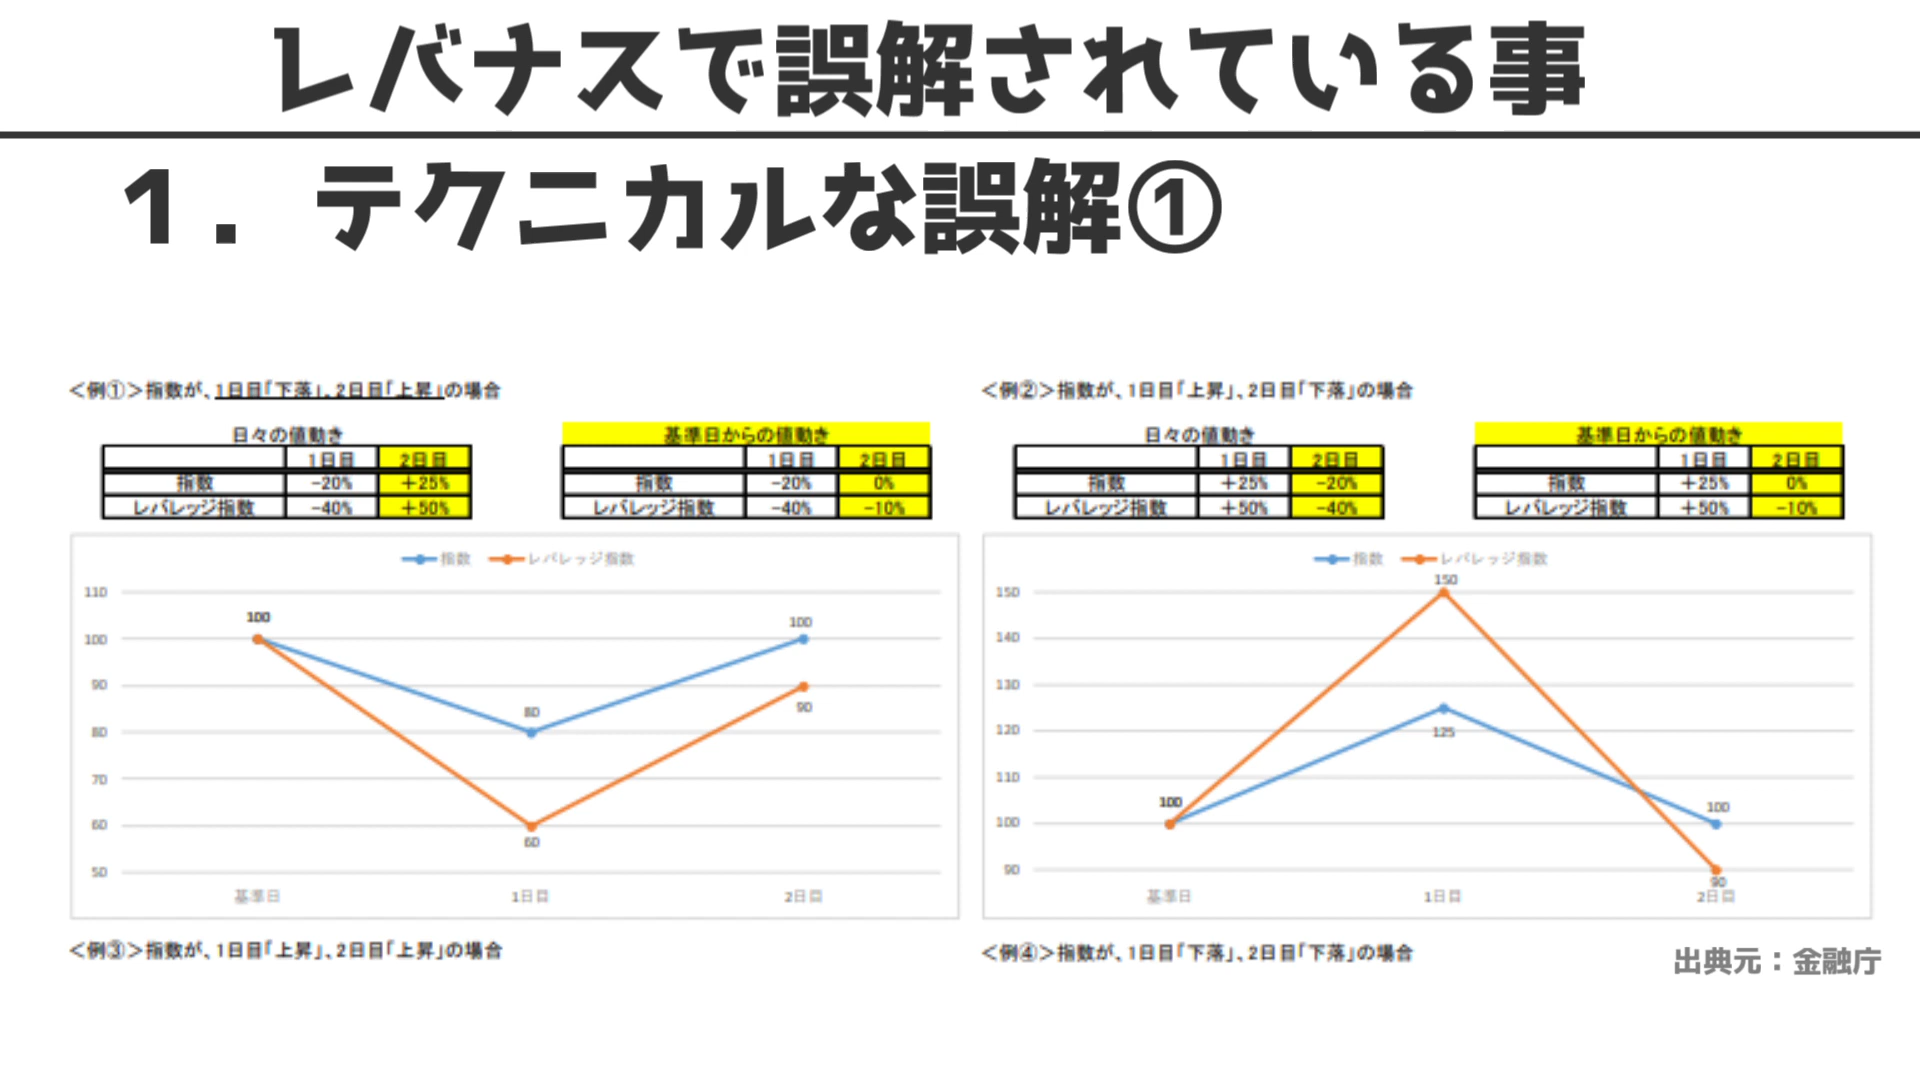 レバナスで誤解されている事
1．テクニカルな誤解①
＜例①＞指数が、1日目「下落」、2日目「上昇」の場合
日々の値動き
1日目 2日目
指数 -20% +25%
レバレッジ指数 -40% +50%
基準日からの値動き
1日目 2日目
指数 -20% 0%
レバレッジ指数 -40% -10%
指数 レバレッジ指数
110
100
90
80
70
60
50
100
80
100
60
90
基準日 1日目 2日目
＜例②＞指数が、1日目「上昇」、2日目「下落」の場合
日々の値動き
1日目 2日目
指数 +25% -20%
レバレッジ指数 +50% -40%
基準日からの値動き
1日目 2日目
指数 +25% 0%
レバレッジ指数 +50% -10%
指数 レバレッジ指数
150
140
130
120
110
100
90
100
150
125
100
90
基準日 1日目 2日目
＜例③＞指数が、1日目「上昇」、2日目「上昇」の場合
＜例④＞指数が、1日目「下落」、2日目「下落」の場合
出典元：金融庁